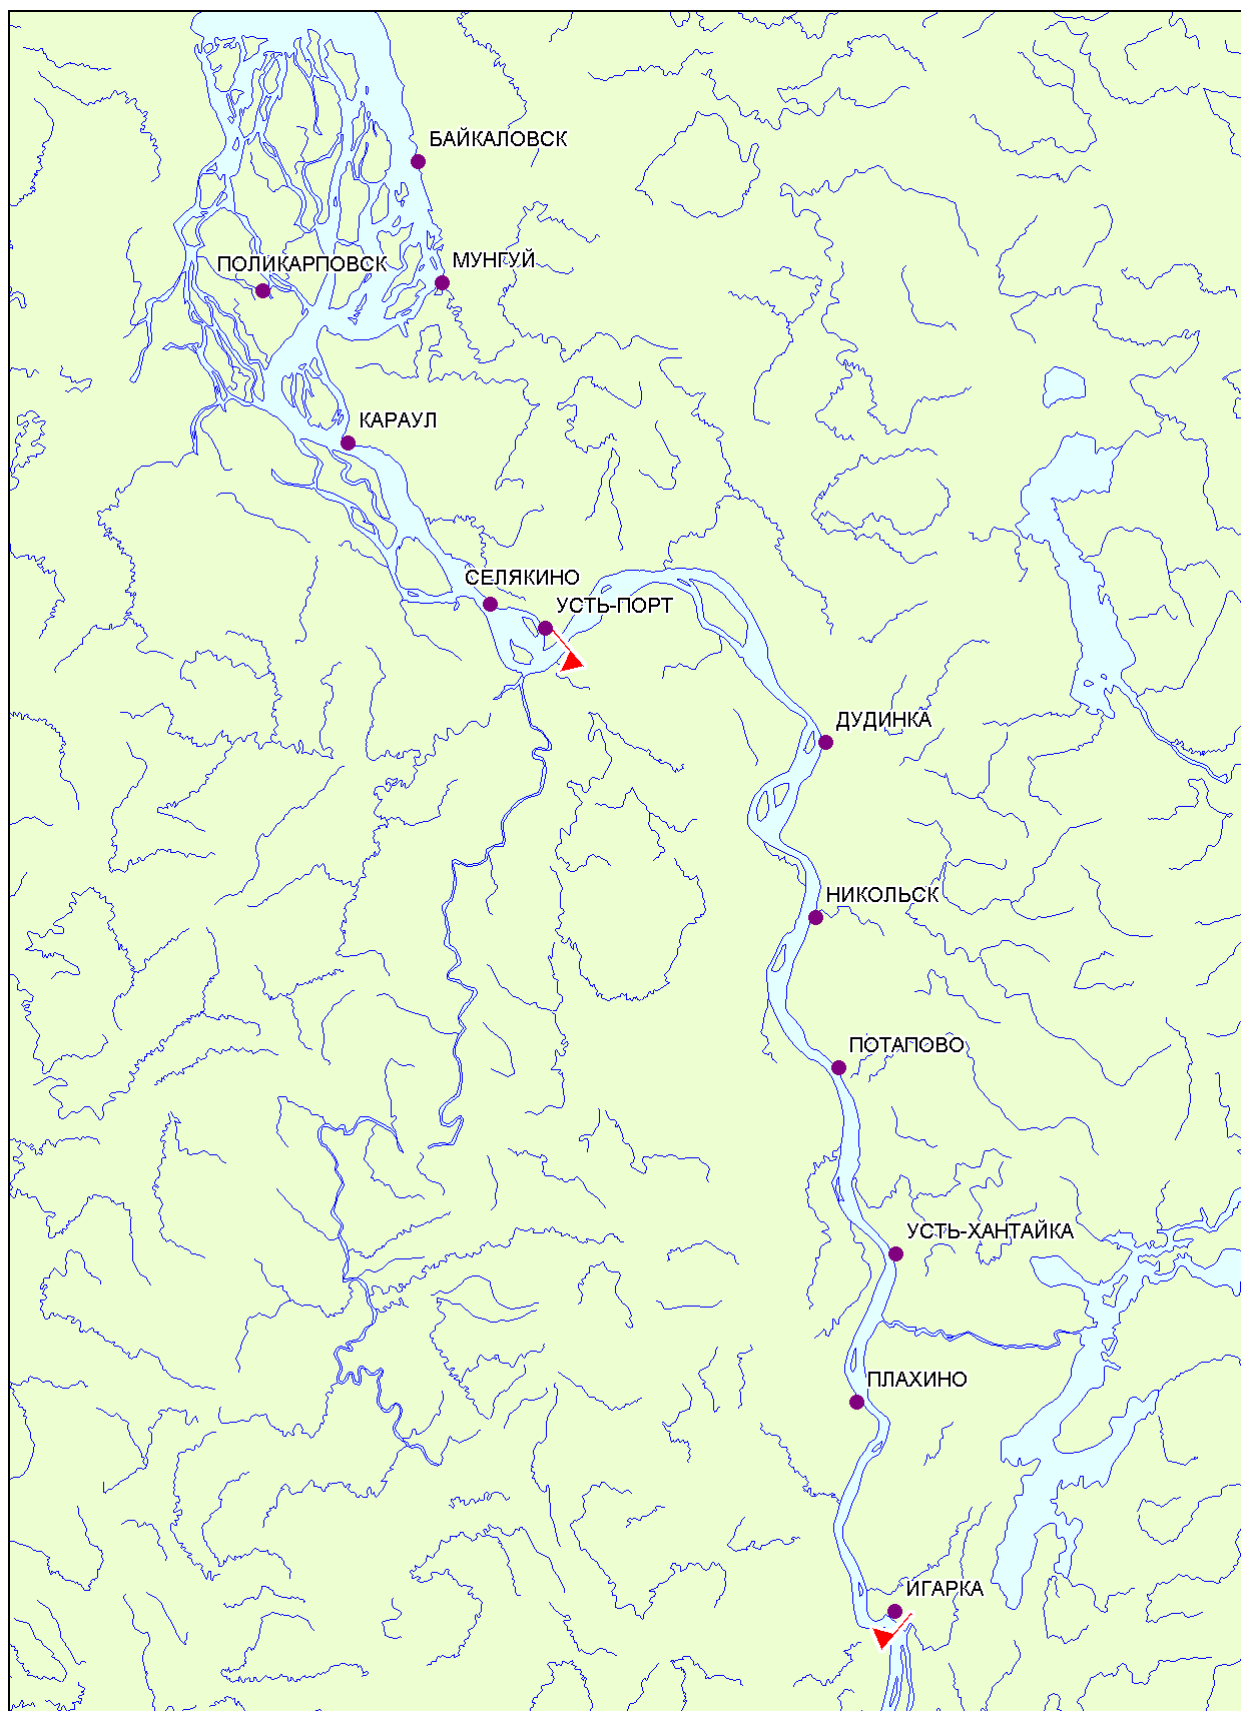 БАЙКАЛОВСК
МУНГУЙ
ПОЛИКАРПОВСК
КАРАУЛ
СЕЛЯКИНО
УСТЬ-ПОРТ
ДУДИНКА
НИКОЛЬСК
ПОТАПОВО
УСТЬ-ХАНТАЙКА
ПЛАХИНО
ИГАРКА